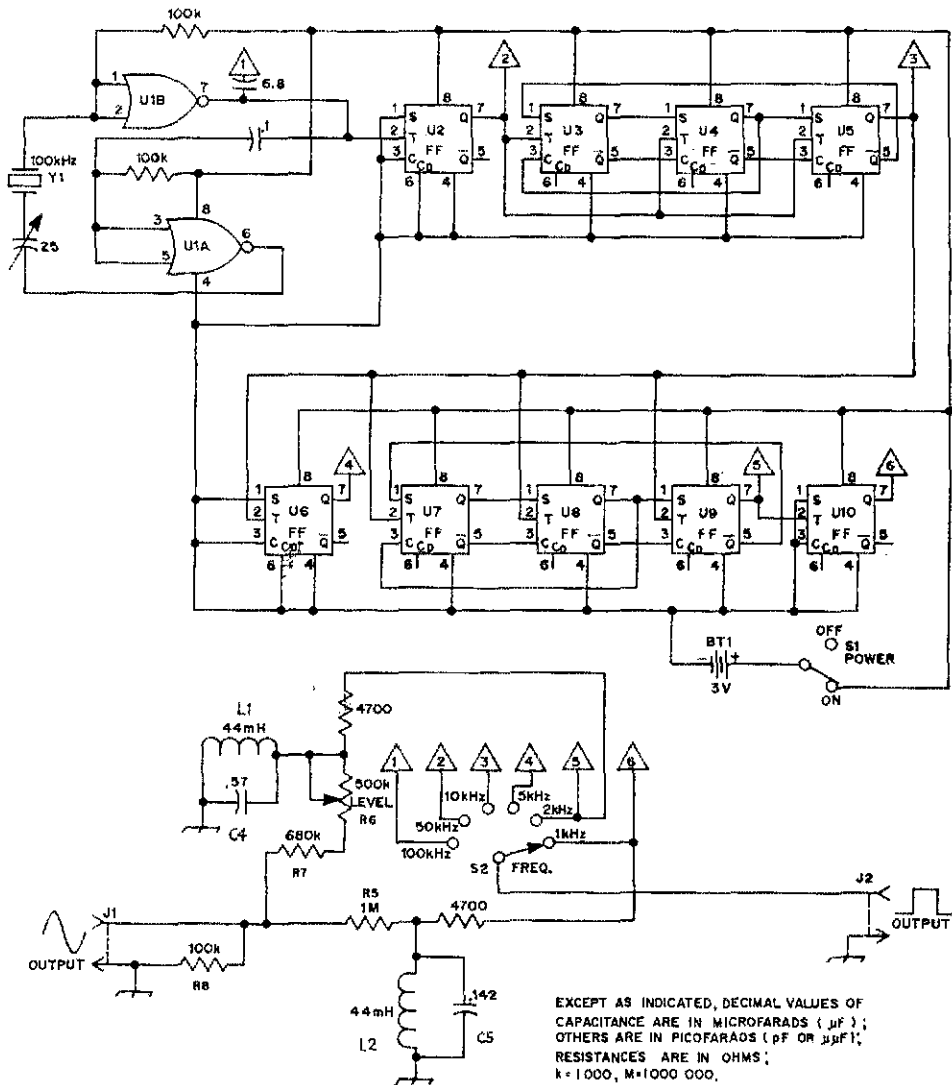 100k
1
2
U1B
7
1
6.8
2
3
.1
100kHz
Y1
100k
25
3
5
U1A
8
6
4
8
1 S Q 7
2 T U2
3 C FF Q̅ 5
CD
6 4
8
1 S Q 7
2 T U3
3 C FF Q̅
CD
6 4
8
1 S Q 7
2 T U4
3 C FF Q̅
CD
6 4
8
1 S Q 7
2 T U5
3 C FF Q̅ 5
CD
6 4
4
5
6
8
1 S Q 7
2 T U6
3 C FF Q̅ 5
CD
6 4
8
1 S Q 7
2 T U7
3 C FF Q̅ 5
CD
6 4
8
1 S Q 7
2 T U8
3 C FF Q̅ 5
CD
6 4
8
1 S Q 7
2 T U9
3 C FF Q̅ 5
CD
6 4
8
1 S Q 7
2 T U10
3 C FF Q̅ 5
CD
6 4
BT1
- +
3V
OFF
S1
POWER
ON
L1
44mH
.57
C4
4700
500k
LEVEL
R6
680k
R7
1
2
3
4
5
6
100kHz
50kHz
10kHz
5kHz
2kHz
1kHz
S2
FREQ.
J1
OUTPUT
100k
R8
R5
1M
4700
44mH
L2
.142
C5
J2
OUTPUT
EXCEPT AS INDICATED, DECIMAL VALUES OF
CAPACITANCE ARE IN MICROFARADS (µF);
OTHERS ARE IN PICOFARADS (pF OR µµF);
RESISTANCES ARE IN OHMS;
k=1000, M=1000 000.